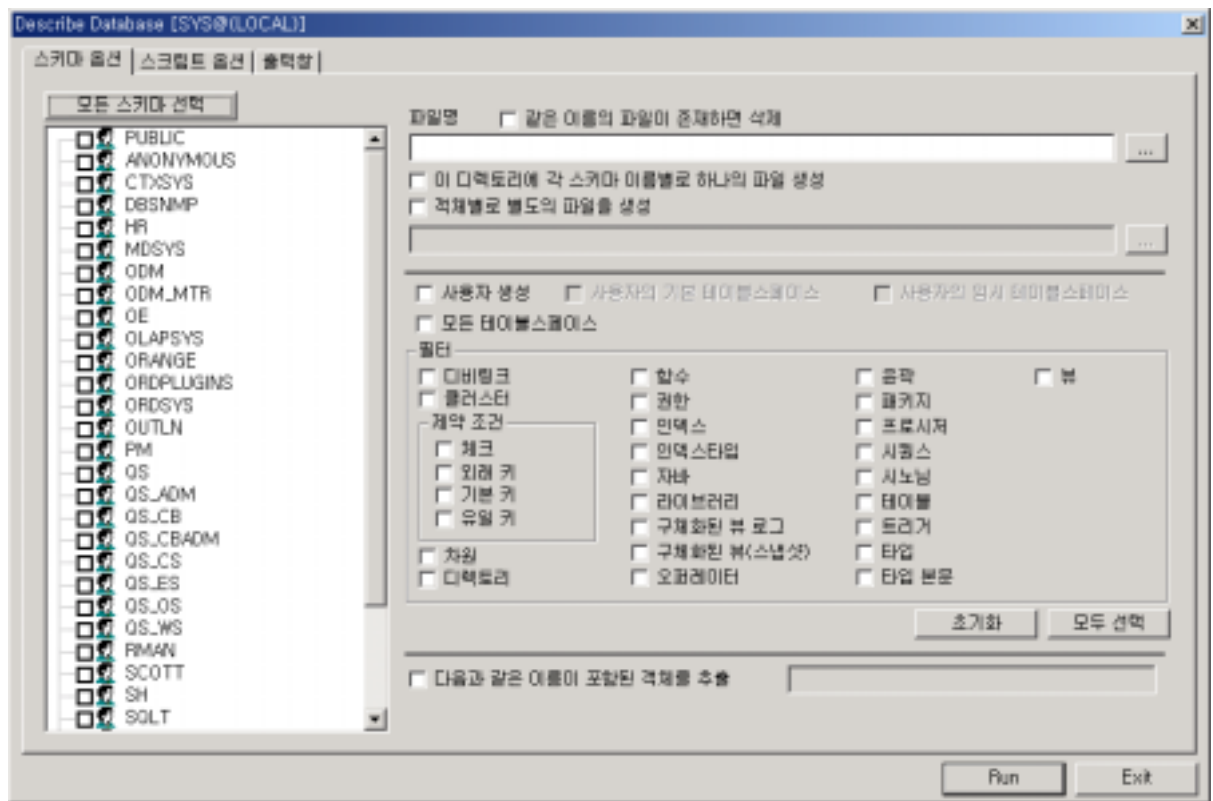 Describe Database [SYS@(LOCAL)]
스키마 옵션
스크립트 옵션
출력창
모든 스키마 선택
PUBLIC
ANONYMOUS
CTXSYS
DBSNMP
HR
MDSYS
ODM
ODM_MTR
OE
OLAPSYS
ORANGE
ORDPLUGINS
ORDSYS
OUTLN
PM
QS
QS_ADM
QS_CB
QS_CBADM
QS_CS
QS_ES
QS_OS
QS_WS
RMAN
SCOTT
SH
SQLT
파일명
같은 이름의 파일이 존재하면 삭제
...
이 디렉토리에 각 스키마 이름별로 하나의 파일 생성
객체별로 별도의 파일을 생성
...
사용자 생성
사용자의 기본 테이블스페이스
사용자의 임시 테이블스페이스
모든 테이블스페이스
필터
디비링크
클러스터
제약 조건
체크
외래 키
기본 키
유일 키
차원
디렉토리
함수
권한
인덱스
인덱스타입
자바
라이브러리
구체화된 뷰 로그
구체화된 뷰(스냅샷)
오퍼레이터
윤곽
패키지
프로시저
시퀀스
시노님
테이블
트리거
타입
타입 본문
뷰
초기화
모두 선택
다음과 같은 이름이 포함된 객체를 추출
Run
Exit